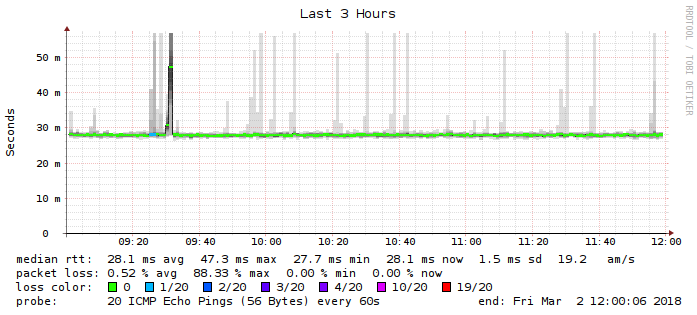 Last 3 Hours
RRDTOOL / TOBI OETIKER
Seconds
50 m
40 m
30 m
20 m
10 m
0
09:20 09:40 10:00 10:20 10:40 11:00 11:20 11:40 12:00
median rtt: 28.1 ms avg 47.3 ms max 27.7 ms min 28.1 ms now 1.5 ms sd 19.2 am/s
packet loss: 0.52 % avg 88.33 % max 0.00 % min 0.00 % now
loss color: 0 1/20 2/20 3/20 4/20 10/20 19/20
probe: 20 ICMP Echo Pings (56 Bytes) every 60s end: Fri Mar 2 12:00:06 2018